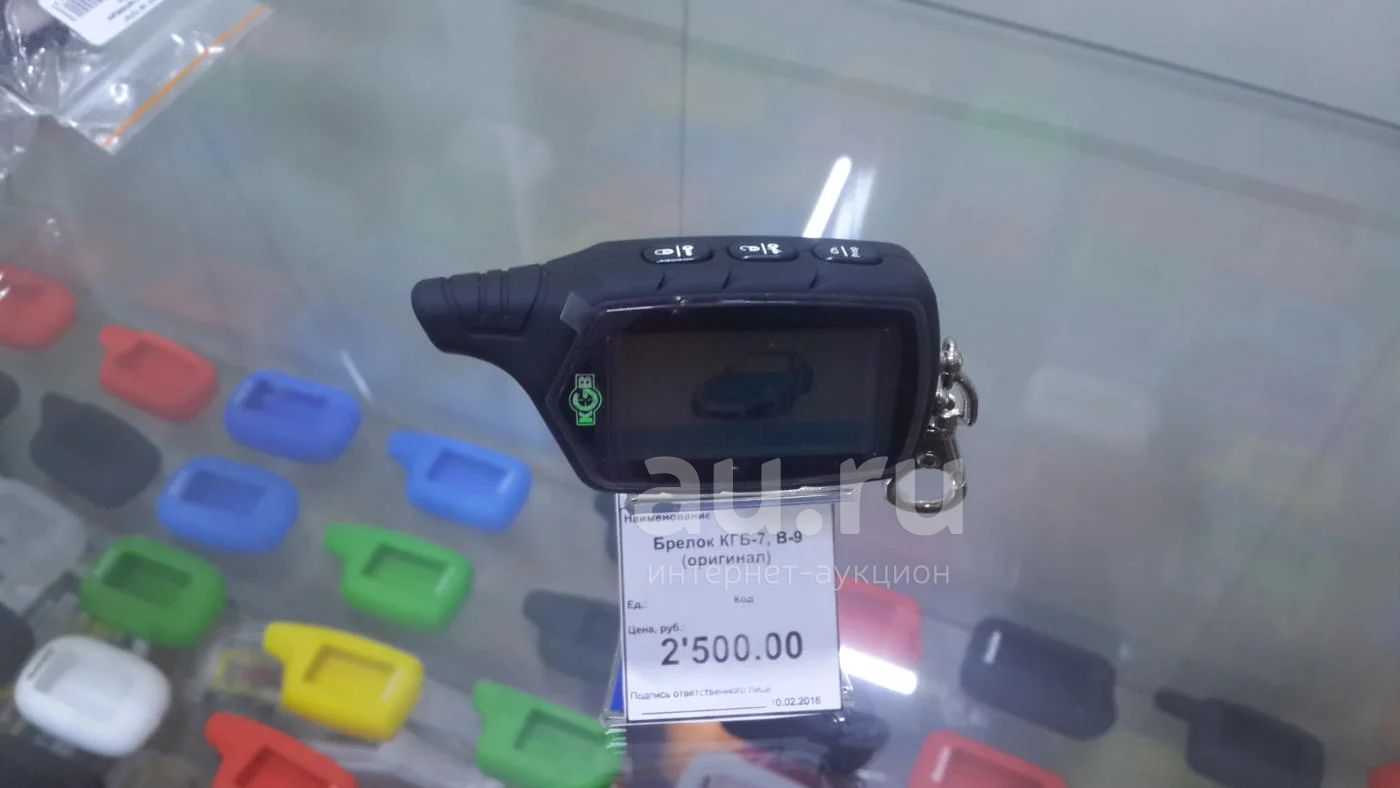 KGB
au.ru
интернет-аукцион
Наименование
Брелок КГБ-7, В-9
(оригинал)
Ед.:
Код
Цена, руб.:
2'500.00
Подпись ответственного лица
10.02.2016